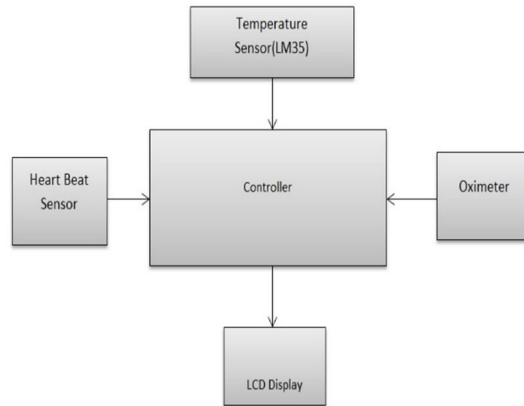 Temperature
Sensor(LM35)
Heart Beat
Sensor
Controller
Oximeter
LCD Display